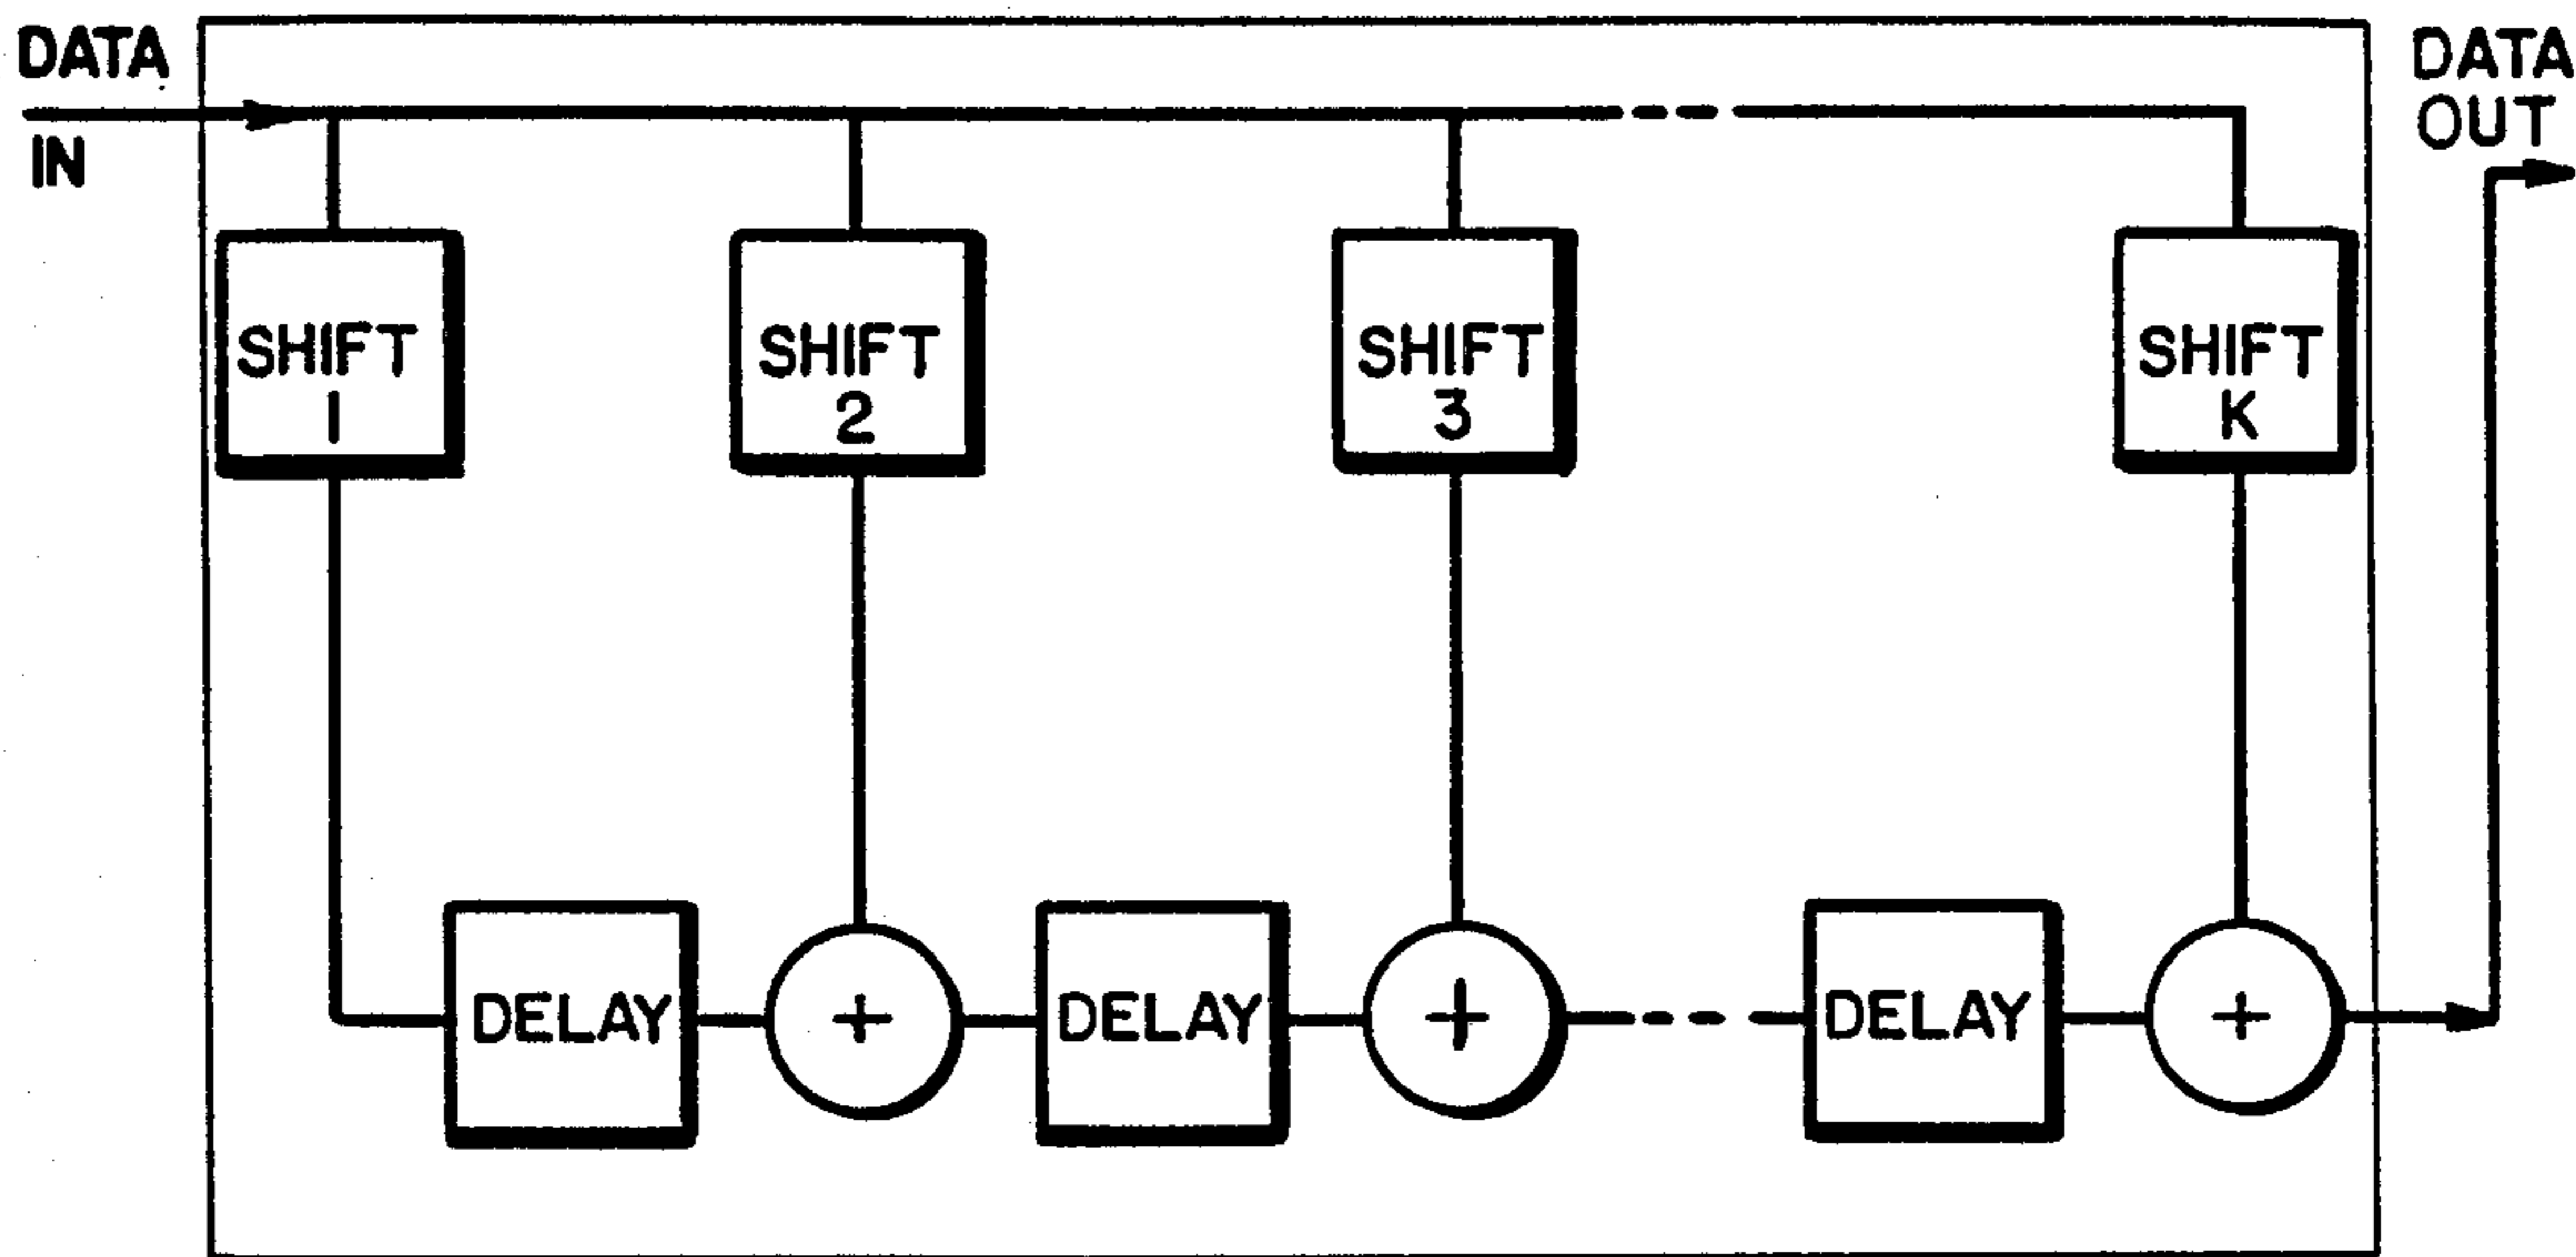 DATA
IN
DATA
OUT
SHIFT
1
SHIFT
2
SHIFT
3
SHIFT
K
DELAY
+
DELAY
+
DELAY
+